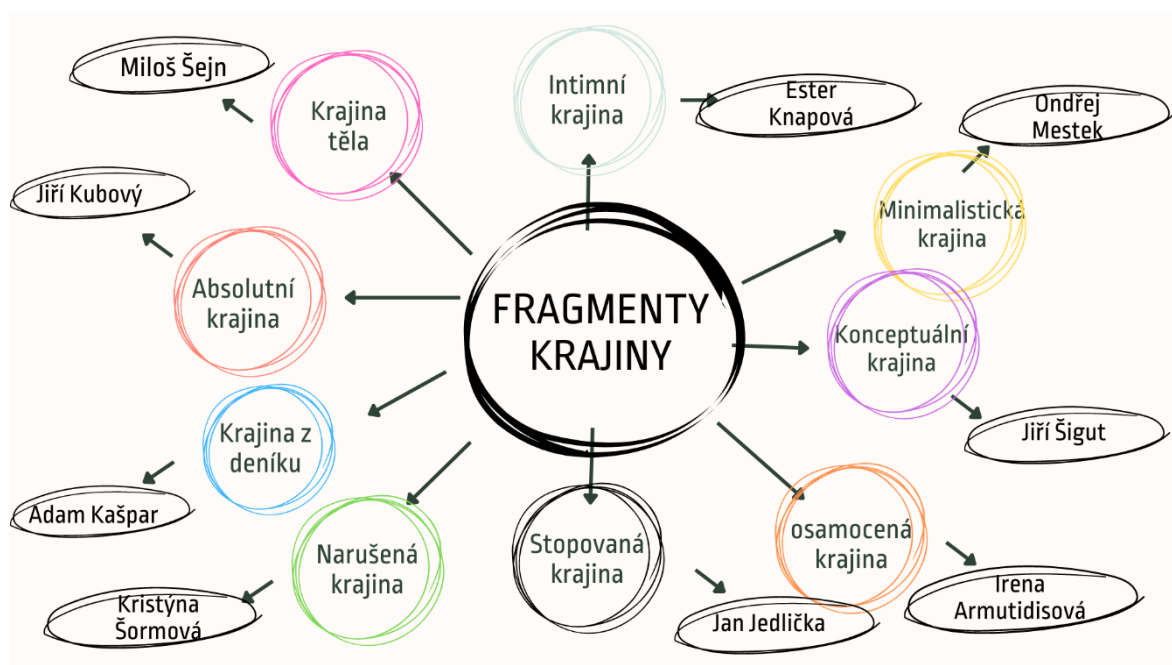 Miloš Šejn
Krajina
těla
Intimní
krajina
Ester
Knapová
Ondřej
Mestek
Jiří Kubový
Absolutní
krajina
Minimalistická
krajina
FRAGMENTY
KRAJINY
Konceptuální
krajina
Jiří Šigut
Krajina z
deníku
Adam Kašpar
Narušená
krajina
Kristýna
Šormová
Stopovaná
krajina
Jan Jedlička
osamocená
krajina
Irena
Armutidisová